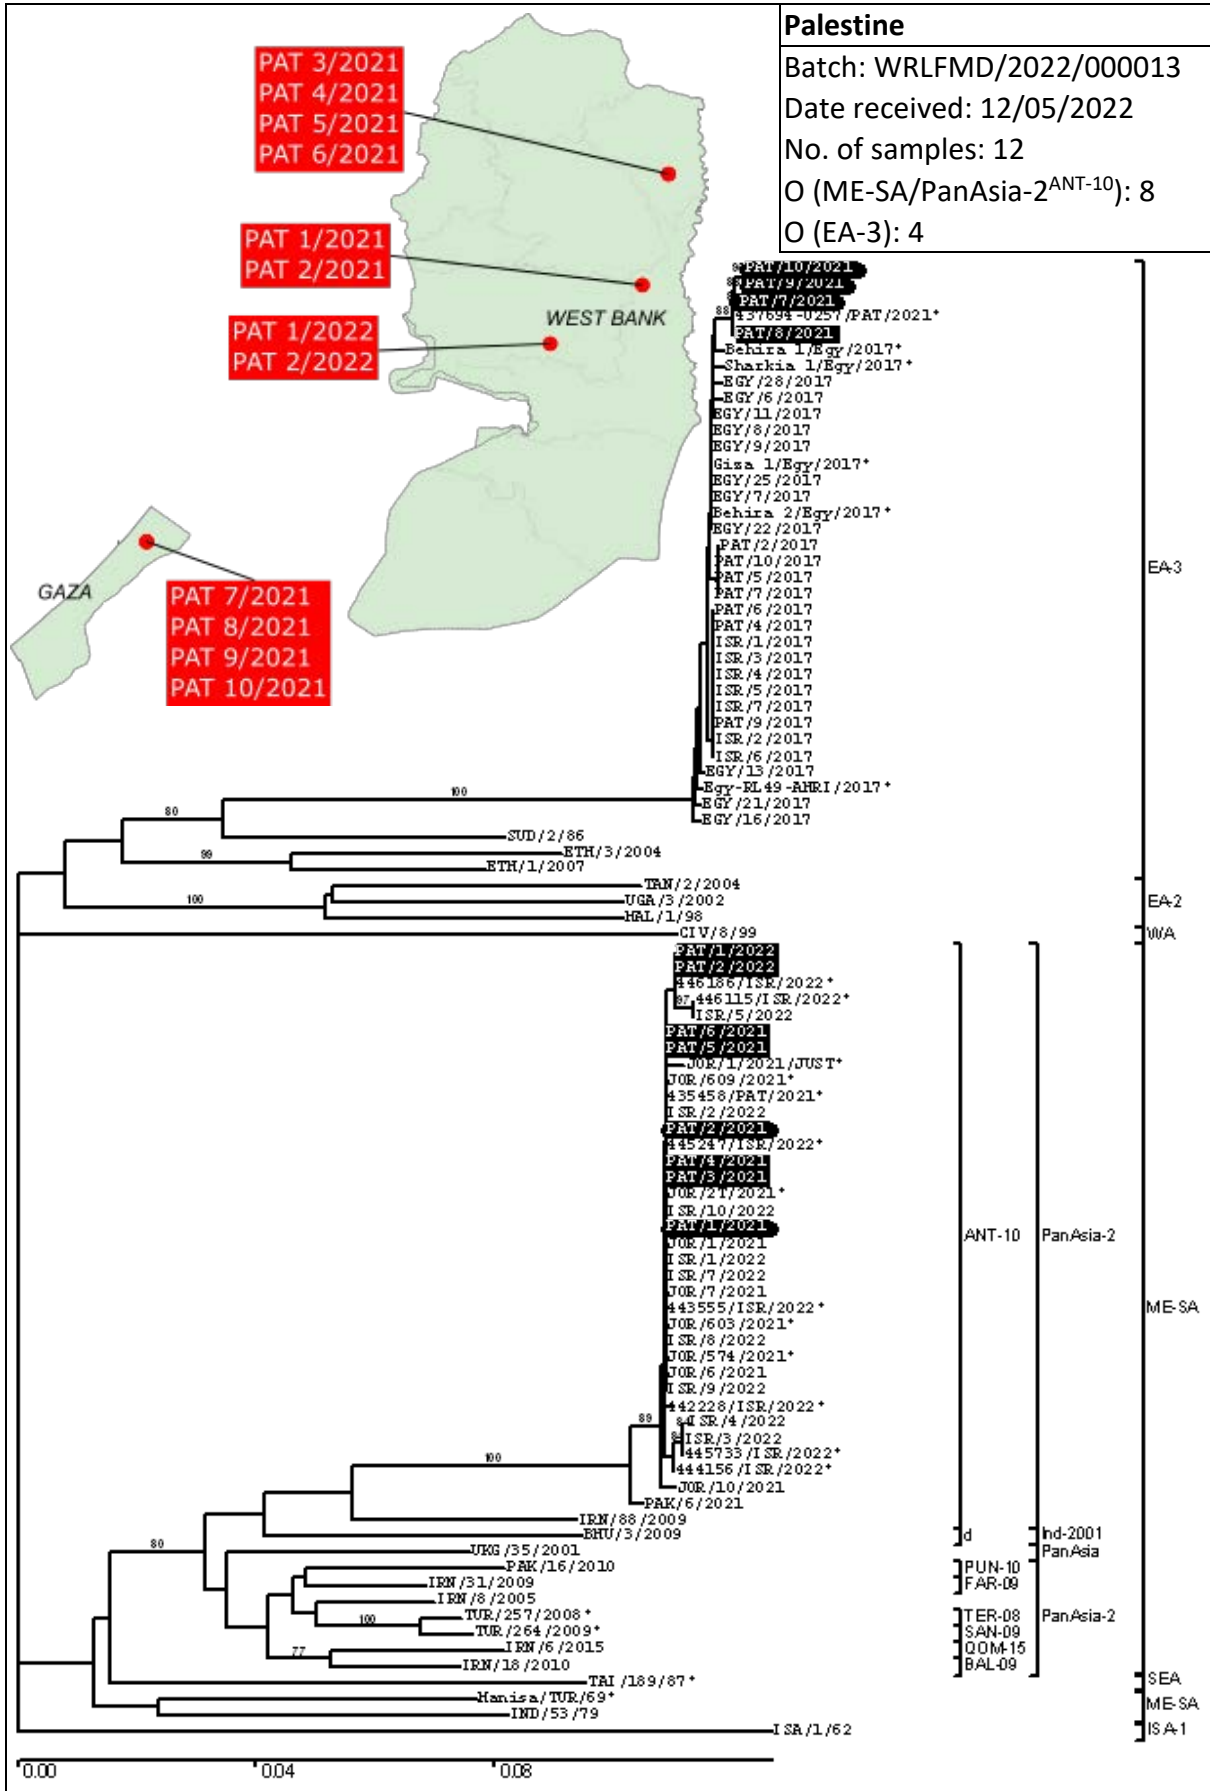 Palestine
Batch: WRLFMD/2022/000013
Date received: 12/05/2022
No. of samples: 12
O (ME-SA/PanAsia-2ANT-10): 8
O (EA-3): 4
PAT 3/2021
PAT 4/2021
PAT 5/2021
PAT 6/2021
PAT 1/2021
PAT 2/2021
WEST BANK
PAT 1/2022
PAT 2/2022
GAZA
PAT 7/2021
PAT 8/2021
PAT 9/2021
PAT 10/2021
PAT/10/2021
PAT/9/2021
PAT/7/2021
88
437694-0257/PAT/2021*
PAT/8/2021
Behira 1/Egy/2017*
Sharkia 1/Egy/2017*
EGY/28/2017
EGY/6/2017
EGY/11/2017
EGY/8/2017
EGY/9/2017
Giza 1/Egy/2017*
EGY/25/2017
EGY/7/2017
Behira 2/Egy/2017*
EGY/22/2017
PAT/2/2017
PAT/10/2017
EA-3
PAT/5/2017
PAT/7/2017
PAT/6/2017
PAT/4/2017
ISR/1/2017
ISR/3/2017
ISR/4/2017
ISR/5/2017
ISR/7/2017
PAT/9/2017
ISR/2/2017
ISR/6/2017
EGY/13/2017
Egy-RL49-AHRI/2017*
100
EGY/21/2017
EGY/16/2017
80
SUD/2/86
ETH/3/2004
99
ETH/1/2007
TAN/2/2004
UGA/3/2002
EA-2
100
HAL/1/98
CIV/8/99
WA
PAT/1/2022
PAT/2/2022
446186/ISR/2022*
97
446115/ISR/2022*
ISR/5/2022
PAT/6/2021
PAT/5/2021
JOR/1/2021/JUST*
JOR/609/2021*
435458/PAT/2021*
ISR/2/2022
PAT/2/2021
445247/ISR/2022*
PAT/4/2021
PAT/3/2021
JOR/2T/2021*
ISR/10/2022
PAT/1/2021
ANT-10
PanAsia-2
JOR/1/2021
ISR/1/2022
ISR/7/2022
JOR/7/2021
443555/ISR/2022*
ME-SA
JOR/603/2021*
ISR/8/2022
JOR/574/2021*
JOR/6/2021
ISR/9/2022
442228/ISR/2022*
89
ISR/4/2022
ISR/3/2022
445733/ISR/2022*
100
444156/ISR/2022*
JOR/10/2021
PAK/6/2021
IRN/88/2009
BHU/3/2009
d
Ind-2001
80
UKG/35/2001
PanAsia
PAK/16/2010
PUN-10
IRN/31/2009
FAR-09
IRN/8/2005
100
TUR/257/2008*
TER-08
PanAsia-2
TUR/264/2009*
SAN-09
77
IRN/6/2015
QOM-15
IRN/18/2010
BAL-09
TAI/189/87*
SEA
Manisa/TUR/69*
ME-SA
IND/53/79
ISA/1/62
ISA-1
0.00
0.04
0.08